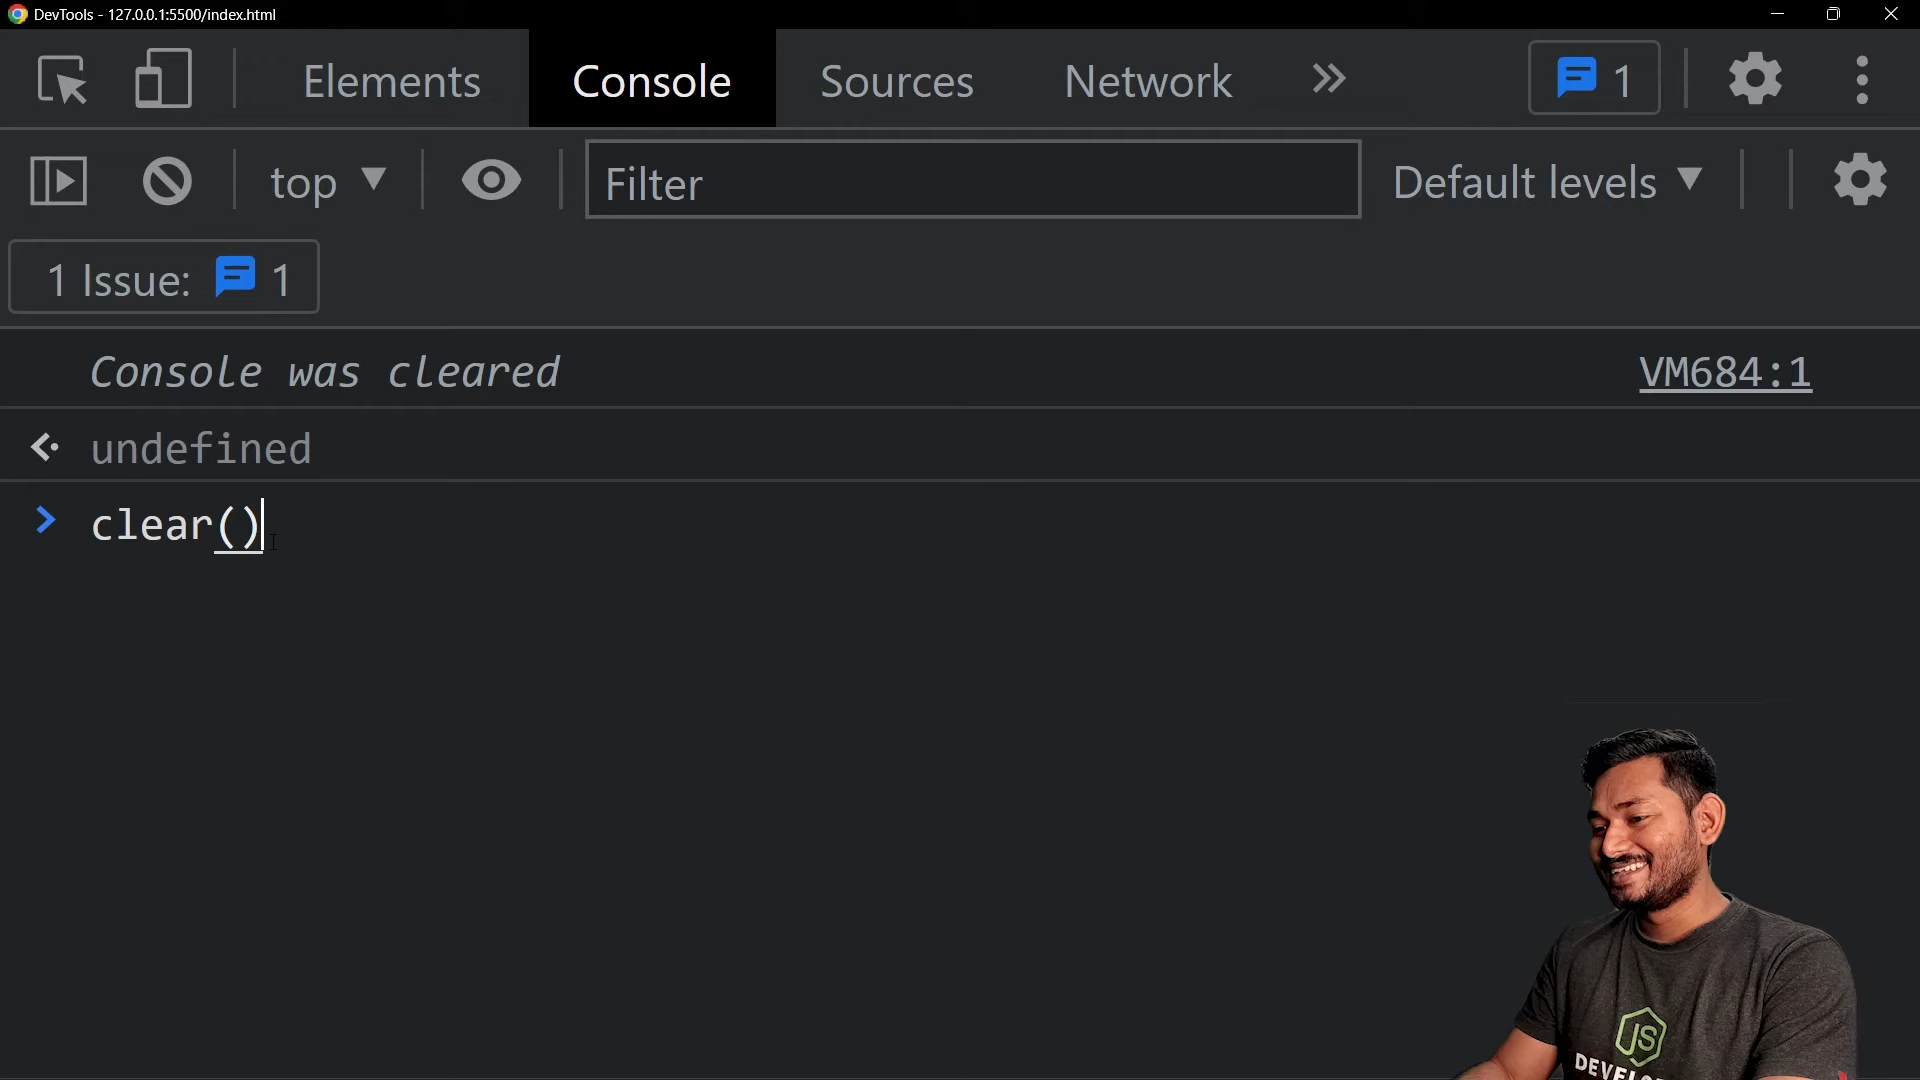 DevTools - 127.0.0.1:5500/index.html
Elements Console Sources Network 1
top Filter Default levels
1 Issue: 1
Console was cleared VM684:1
undefined
clear()
JS